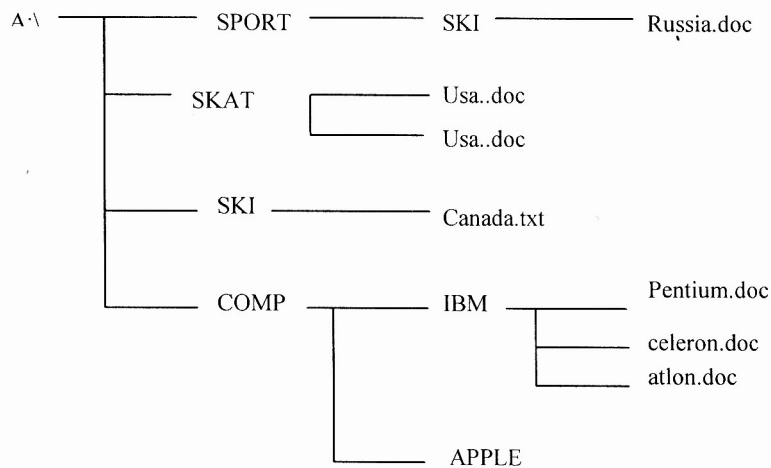 A:\ SPORT SKI Russia.doc
SKAT Usa..doc
Usa..doc
SKI Canada.txt
COMP IBM Pentium.doc
celeron.doc
atlon.doc
APPLE